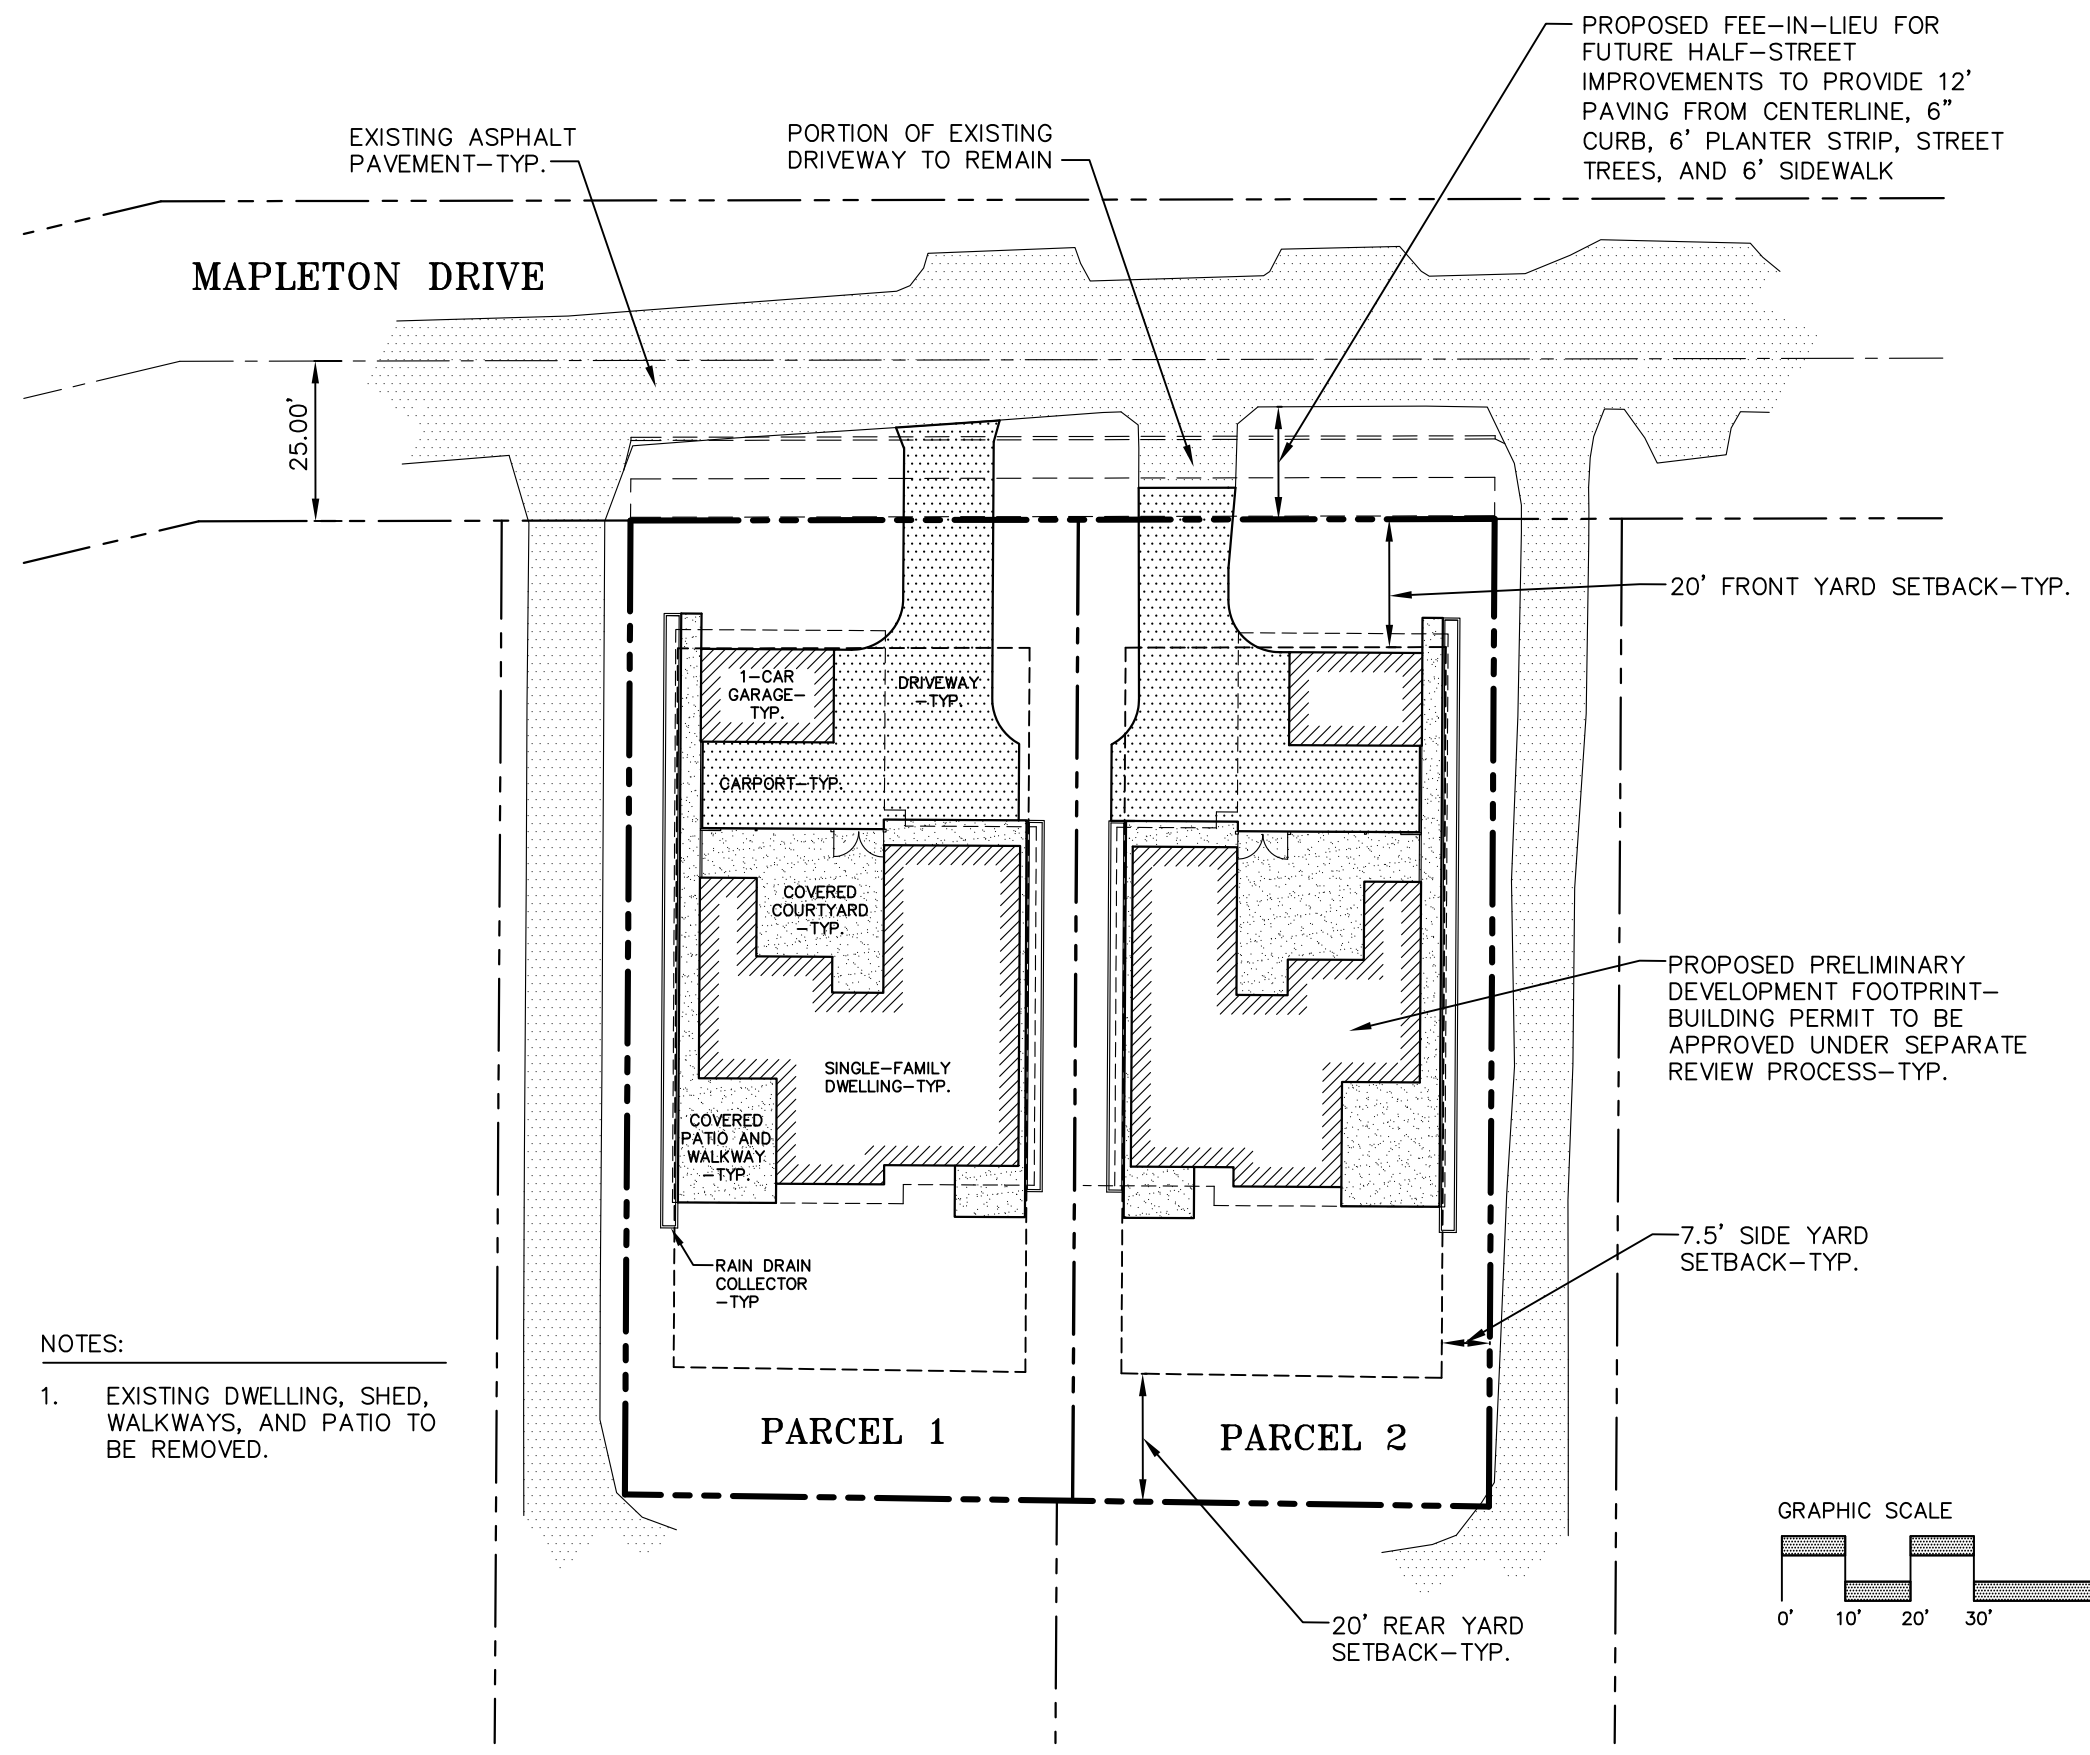 PROPOSED FEE-IN-LIEU FOR
FUTURE HALF-STREET
IMPROVEMENTS TO PROVIDE 12'
PAVING FROM CENTERLINE, 6"
CURB, 6' PLANTER STRIP, STREET
TREES, AND 6' SIDEWALK
EXISTING ASPHALT
PAVEMENT-TYP.
PORTION OF EXISTING
DRIVEWAY TO REMAIN
MAPLETON DRIVE
25.00'
20' FRONT YARD SETBACK-TYP.
1-CAR
GARAGE-
TYP.
DRIVEWAY
-TYP.
CARPORT-TYP.
COVERED
COURTYARD
-TYP.
PROPOSED PRELIMINARY
DEVELOPMENT FOOTPRINT-
BUILDING PERMIT TO BE
APPROVED UNDER SEPARATE
REVIEW PROCESS-TYP.
SINGLE-FAMILY
DWELLING-TYP.
COVERED
PATIO AND
WALKWAY
-TYP.
7.5' SIDE YARD
SETBACK-TYP.
RAIN DRAIN
COLLECTOR
-TYP
NOTES:
1. EXISTING DWELLING, SHED,
WALKWAYS, AND PATIO TO
BE REMOVED.
PARCEL 1
PARCEL 2
GRAPHIC SCALE
0' 10' 20' 30'
20' REAR YARD
SETBACK-TYP.